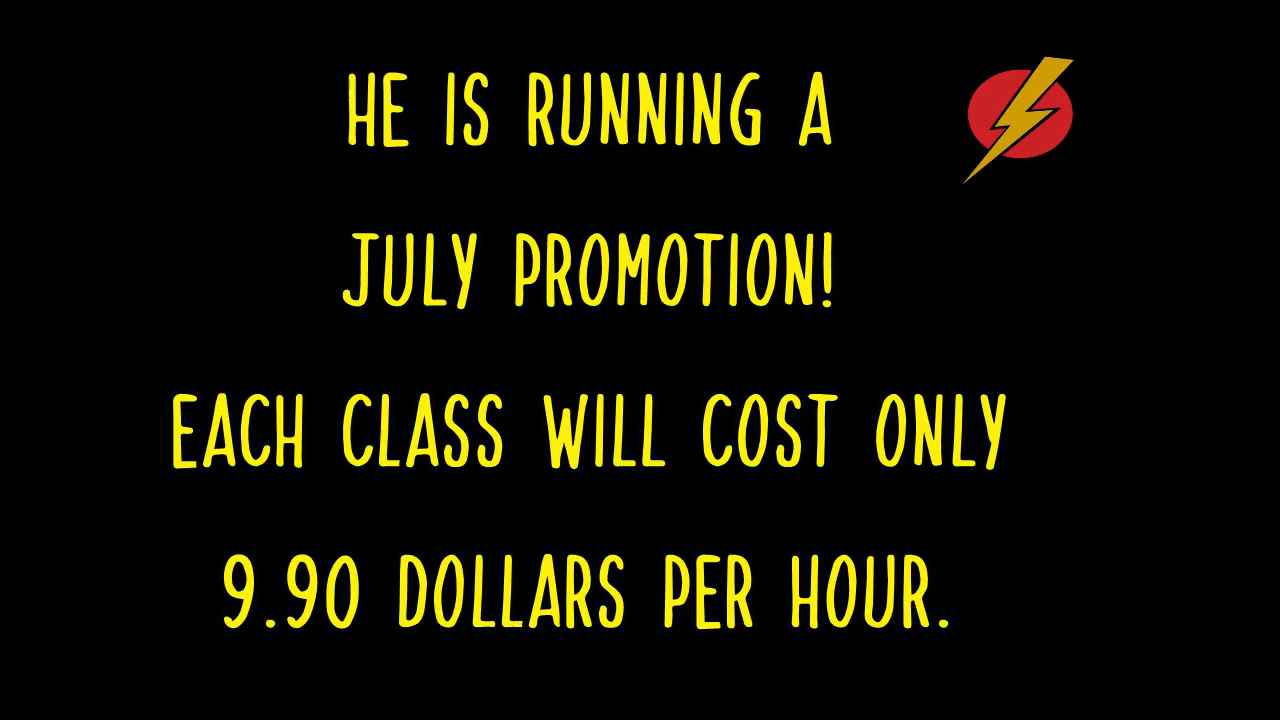 HE IS RUNNING A
JULY PROMOTION!
EACH CLASS WILL COST ONLY
9.90 DOLLARS PER HOUR.